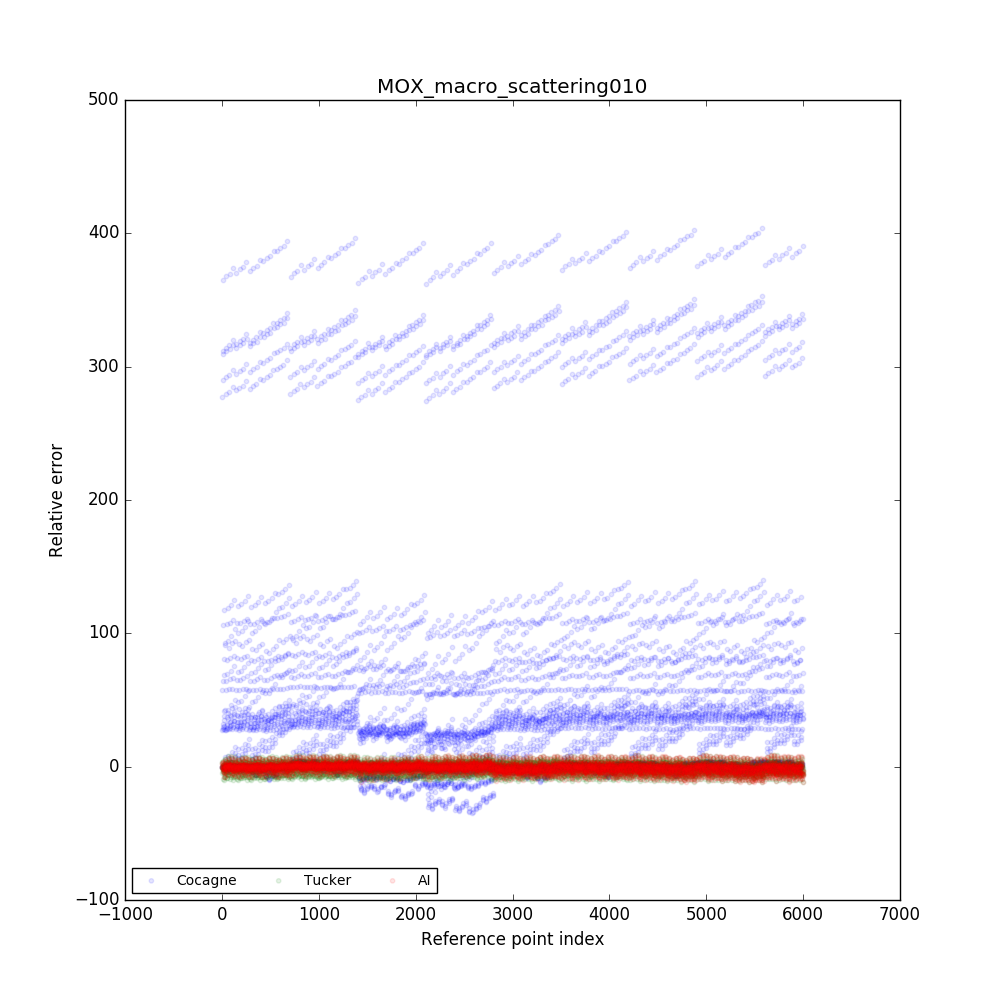 MOX_macro_scattering010
500
400
300
200
100
0
−100
Relative error
−1000 0 1000 2000 3000 4000 5000 6000 7000
Reference point index
Cocagne Tucker AI